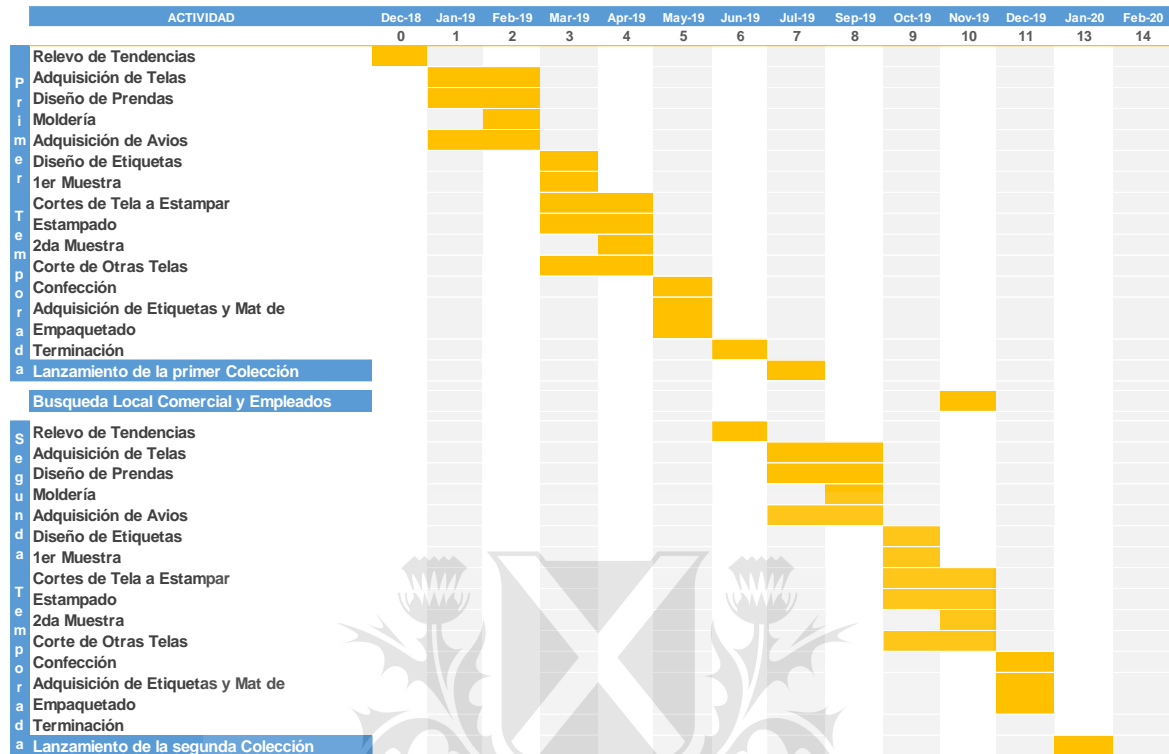 ACTIVIDAD Dec-18 Jan-19 Feb-19 Mar-19 Apr-19 May-19 Jun-19 Jul-19 Sep-19 Oct-19 Nov-19 Dec-19 Jan-20 Feb-20
0 1 2 3 4 5 6 7 8 9 10 11 13 14
Primer Temporada
Relevo de Tendencias
Adquisición de Telas
Diseño de Prendas
Moldería
Adquisición de Avios
Diseño de Etiquetas
1er Muestra
Cortes de Tela a Estampar
Estampado
2da Muestra
Corte de Otras Telas
Confección
Adquisición de Etiquetas y Mat de
Empaquetado
Terminación
Lanzamiento de la primer Colección
Busqueda Local Comercial y Empleados
Segunda Temporada
Relevo de Tendencias
Adquisición de Telas
Diseño de Prendas
Moldería
Adquisición de Avios
Diseño de Etiquetas
1er Muestra
Cortes de Tela a Estampar
Estampado
2da Muestra
Corte de Otras Telas
Confección
Adquisición de Etiquetas y Mat de
Empaquetado
Terminación
Lanzamiento de la segunda Colección